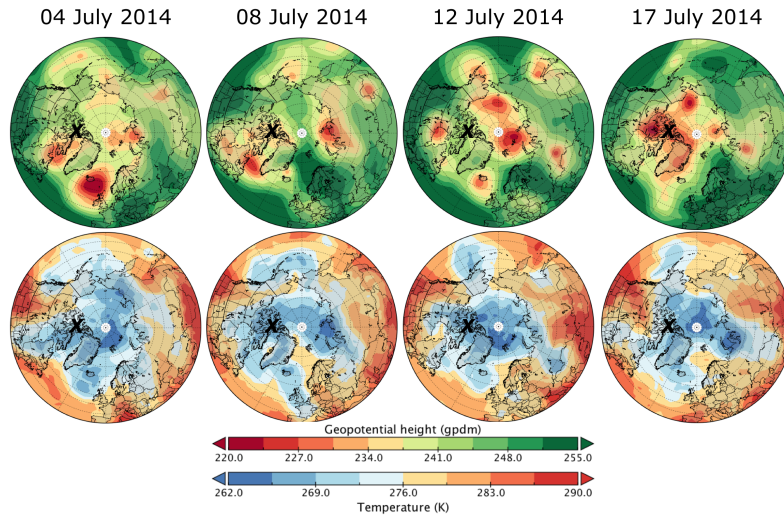 04 July 2014 08 July 2014 12 July 2014 17 July 2014
X X X X
X X X X
Geopotential height (gpdm)
220.0 227.0 234.0 241.0 248.0 255.0
262.0 269.0 276.0 283.0 290.0
Temperature (K)